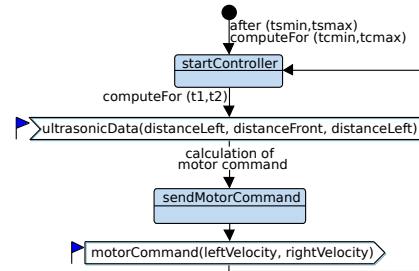 after (tsmin,tsmax)
computeFor (tcmin,tcmax)
startController
computeFor (t1,t2)
ultrasonicData(distanceLeft, distanceFront, distanceLeft)
calculation of
motor command
sendMotorCommand
motorCommand(leftVelocity, rightVelocity)